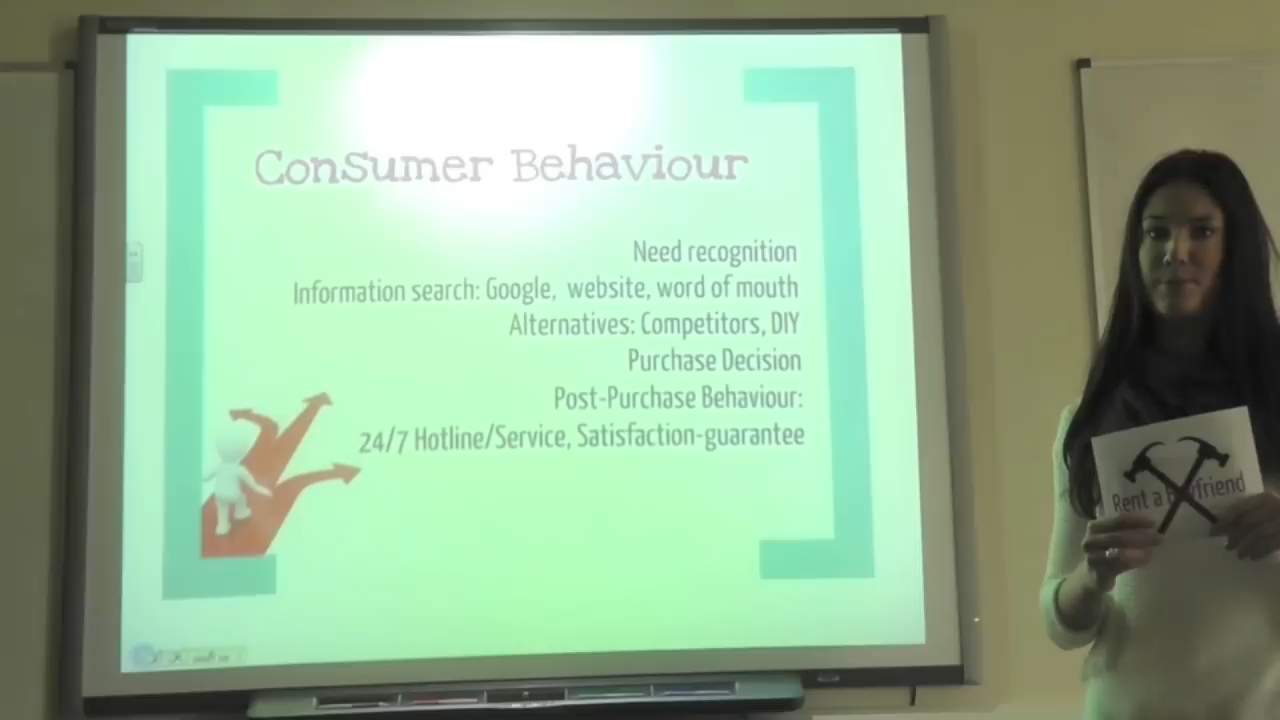 Consumer Behaviour
Need recognition
Information search: Google, website, word of mouth
Alternatives: Competitors, DIY
Purchase Decision
Post-Purchase Behaviour:
24/7 Hotline/Service, Satisfaction-guarantee
Rent a Boyfriend